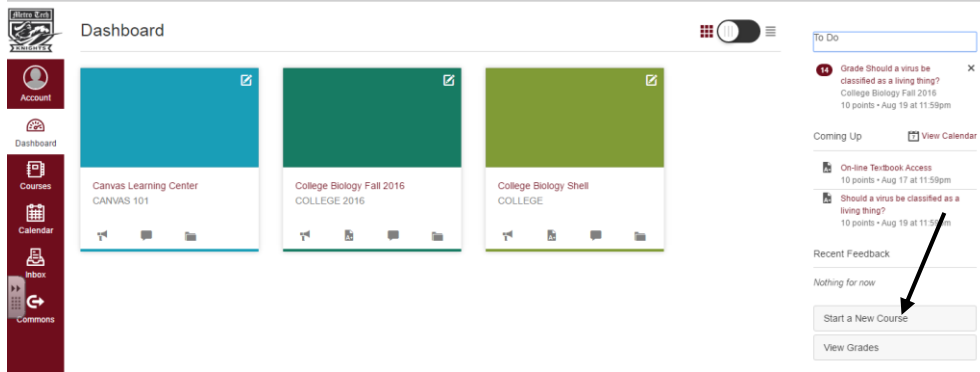 Metro Tech
KNIGHTS
Account
Dashboard
Courses
Calendar
Inbox
Commons
Dashboard
Canvas Learning Center
CANVAS 101
College Biology Fall 2016
COLLEGE 2016
College Biology Shell
COLLEGE
To Do
14
Grade Should a virus be
classified as a living thing?
College Biology Fall 2016
10 points • Aug 19 at 11:59pm
Coming Up
View Calendar
On-line Textbook Access
10 points • Aug 17 at 11:59pm
Should a virus be classified as a
living thing?
10 points • Aug 19 at 11:59pm
Recent Feedback
Nothing for now
Start a New Course
View Grades